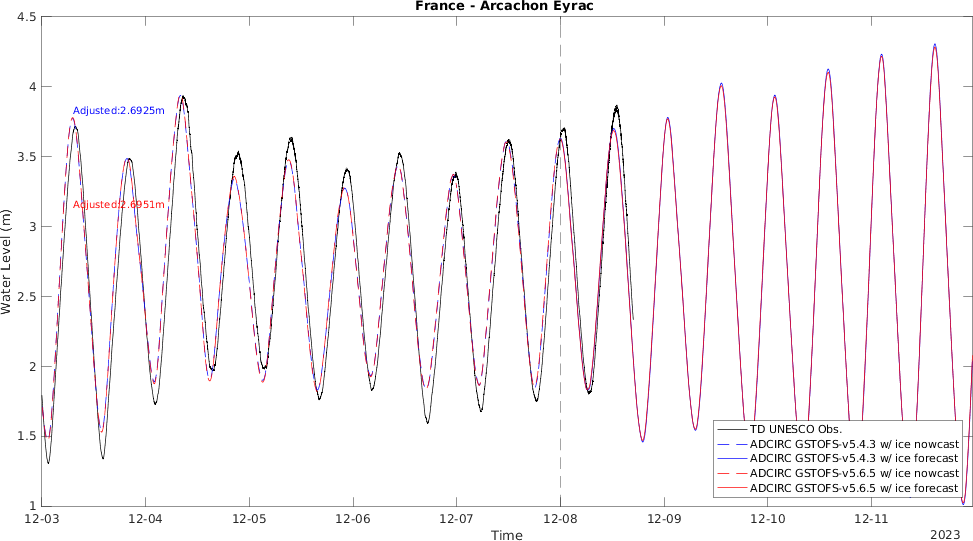 France - Arcachon Eyrac
4.5
4
3.5
3
2.5
2
1.5
1
Water Level (m)
Adjusted:2.6925m
Adjusted:2.6951m
TD UNESCO Obs.
ADCIRC GSTOFS-v5.4.3 w/ ice nowcast
ADCIRC GSTOFS-v5.4.3 w/ ice forecast
ADCIRC GSTOFS-v5.6.5 w/ ice nowcast
ADCIRC GSTOFS-v5.6.5 w/ ice forecast
12-03 12-04 12-05 12-06 12-07 12-08 12-09 12-10 12-11
Time
2023